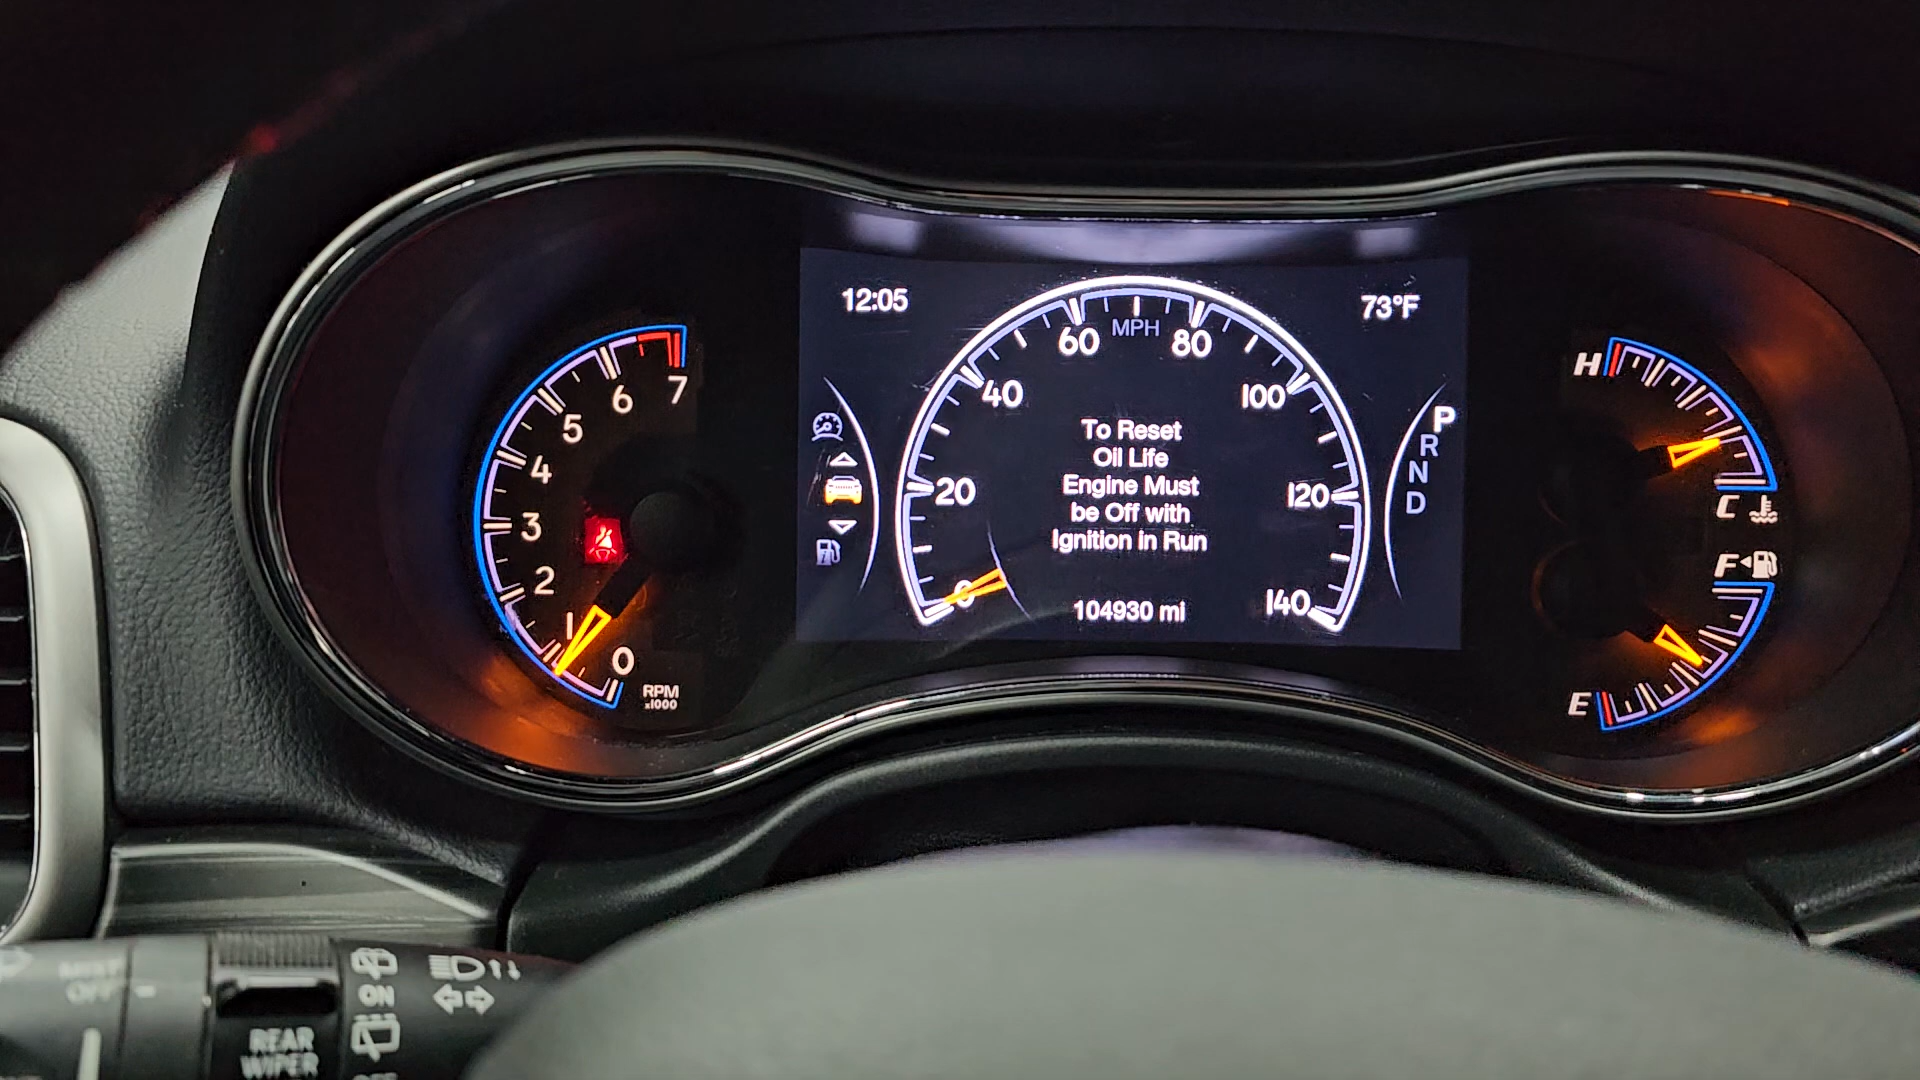 12:05
73°F
MPH
0
20
40
60
80
100
120
140
To Reset
Oil Life
Engine Must
be Off with
Ignition in Run
104930 mi
P
R
N
D
7
6
5
4
3
2
1
0
RPM
x1000
H
C
F
E
OFF
ON
REAR
WIPER
OFF